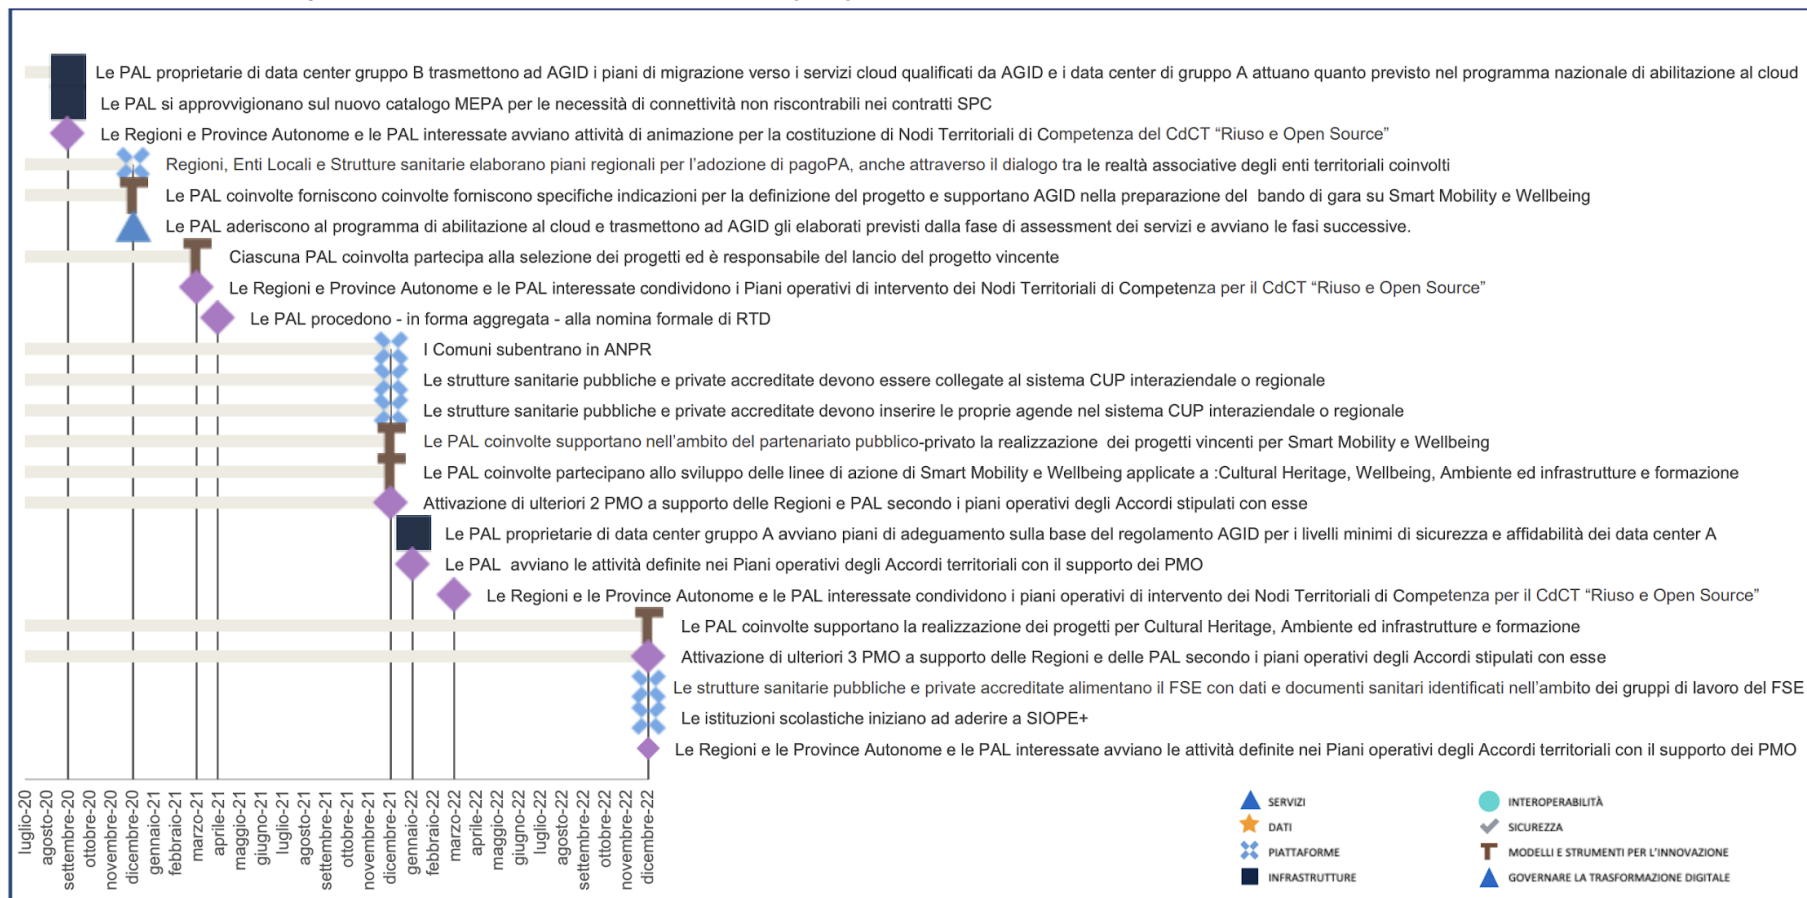 Le PAL proprietarie di data center gruppo B trasmettono ad AGID i piani di migrazione verso i servizi cloud qualificati da AGID e i data center di gruppo A attuano quanto previsto nel programma nazionale di abilitazione al cloud
Le PAL si approvvigionano sul nuovo catalogo MEPA per le necessità di connettività non riscontrabili nei contratti SPC
Le Regioni e Province Autonome e le PAL interessate avviano attività di animazione per la costituzione di Nodi Territoriali di Competenza del CdCT “Riuso e Open Source”
Regioni, Enti Locali e Strutture sanitarie elaborano piani regionali per l’adozione di pagoPA, anche attraverso il dialogo tra le realtà associative degli enti territoriali coinvolti
Le PAL coinvolte forniscono coinvolte forniscono specifiche indicazioni per la definizione del progetto e supportano AGID nella preparazione del bando di gara su Smart Mobility e Wellbeing
Le PAL aderiscono al programma di abilitazione al cloud e trasmettono ad AGID gli elaborati previsti dalla fase di assessment dei servizi e avviano le fasi successive.
Ciascuna PAL coinvolta partecipa alla selezione dei progetti ed è responsabile del lancio del progetto vincente
Le Regioni e Province Autonome e le PAL interessate condividono i Piani operativi di intervento dei Nodi Territoriali di Competenza per il CdCT “Riuso e Open Source”
Le PAL procedono - in forma aggregata - alla nomina formale di RTD
I Comuni subentrano in ANPR
Le strutture sanitarie pubbliche e private accreditate devono essere collegate al sistema CUP interaziendale o regionale
Le strutture sanitarie pubbliche e private accreditate devono inserire le proprie agende nel sistema CUP interaziendale o regionale
Le PAL coinvolte supportano nell’ambito del partenariato pubblico-privato la realizzazione dei progetti vincenti per Smart Mobility e Wellbeing
Le PAL coinvolte partecipano allo sviluppo delle linee di azione di Smart Mobility e Wellbeing applicate a :Cultural Heritage, Wellbeing, Ambiente ed infrastrutture e formazione
Attivazione di ulteriori 2 PMO a supporto delle Regioni e PAL secondo i piani operativi degli Accordi stipulati con esse
Le PAL proprietarie di data center gruppo A avviano piani di adeguamento sulla base del regolamento AGID per i livelli minimi di sicurezza e affidabilità dei data center A
Le PAL avviano le attività definite nei Piani operativi degli Accordi territoriali con il supporto dei PMO
Le Regioni e le Province Autonome e le PAL interessate condividono i piani operativi di intervento dei Nodi Territoriali di Competenza per il CdCT “Riuso e Open Source”
Le PAL coinvolte supportano la realizzazione dei progetti per Cultural Heritage, Ambiente ed infrastrutture e formazione
Attivazione di ulteriori 3 PMO a supporto delle Regioni e delle PAL secondo i piani operativi degli Accordi stipulati con esse
Le strutture sanitarie pubbliche e private accreditate alimentano il FSE con dati e documenti sanitari identificati nell’ambito dei gruppi di lavoro del FSE
Le istituzioni scolastiche iniziano ad aderire a SIOPE+
Le Regioni e le Province Autonome e le PAL interessate avviano le attività definite nei Piani operativi degli Accordi territoriali con il supporto dei PMO
luglio-20
agosto-20
settembre-20
ottobre-20
novembre-20
dicembre-20
gennaio-21
febbraio-21
marzo-21
aprile-21
maggio-21
giugno-21
luglio-21
agosto-21
settembre-21
ottobre-21
novembre-21
dicembre-21
gennaio-22
febbraio-22
marzo-22
aprile-22
maggio-22
giugno-22
luglio-22
agosto-22
settembre-22
ottobre-22
novembre-22
dicembre-22
SERVIZI
DATI
PIATTAFORME
INFRASTRUTTURE
INTEROPERABILITÀ
SICUREZZA
MODELLI E STRUMENTI PER L’INNOVAZIONE
GOVERNARE LA TRASFORMAZIONE DIGITALE